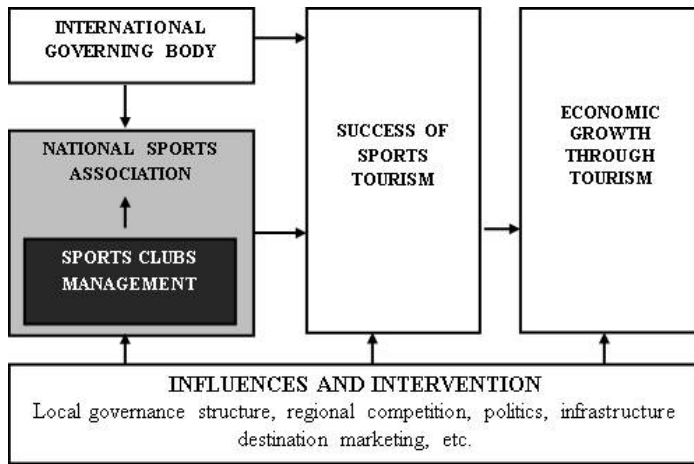 INTERNATIONAL
GOVERNING BODY
NATIONAL SPORTS
ASSOCIATION
SPORTS CLUBS
MANAGEMENT
SUCCESS OF
SPORTS
TOURISM
ECONOMIC
GROWTH
THROUGH
TOURISM
INFLUENCES AND INTERVENTION
Local governance structure, regional competition, politics, infrastructure
destination marketing, etc.